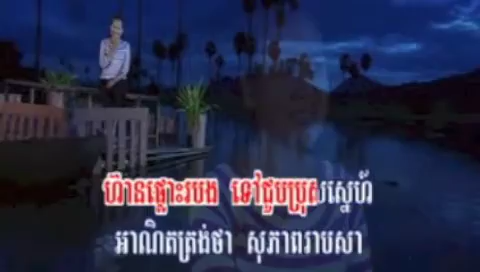 ហ៊ានផ្លោះរបង ទៅជួបប្រុសស្នេហ៍
អាណិតត្រង់ថា សុភាពរាបសា